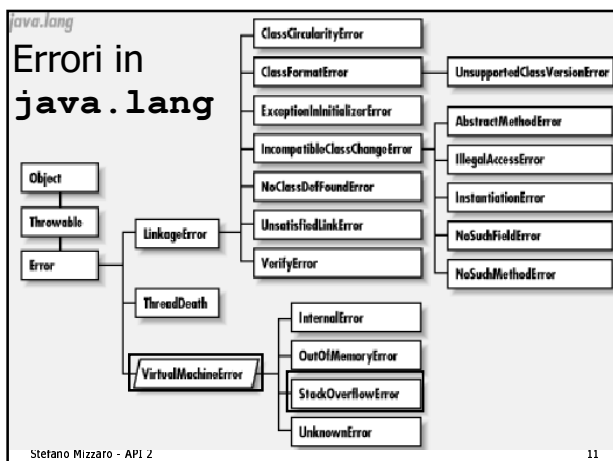 java.lang
Errori in
java.lang
ClassCircularityError
ClassFormatError
UnsupportedClassVersionError
ExceptionInInitializerError
AbstractMethodError
IncompatibleClassChangeError
IllegalAccessError
Object
NoClassDefFoundError
InstantiationError
Throwable
LinkageError
UnsatisfiedLinkError
NoSuchFieldError
Error
VerifyError
NoSuchMethodError
ThreadDeath
InternalError
OutOfMemoryError
VirtualMachineError
StackOverflowError
UnknownError
Stefano Mizzaro - API 2
11